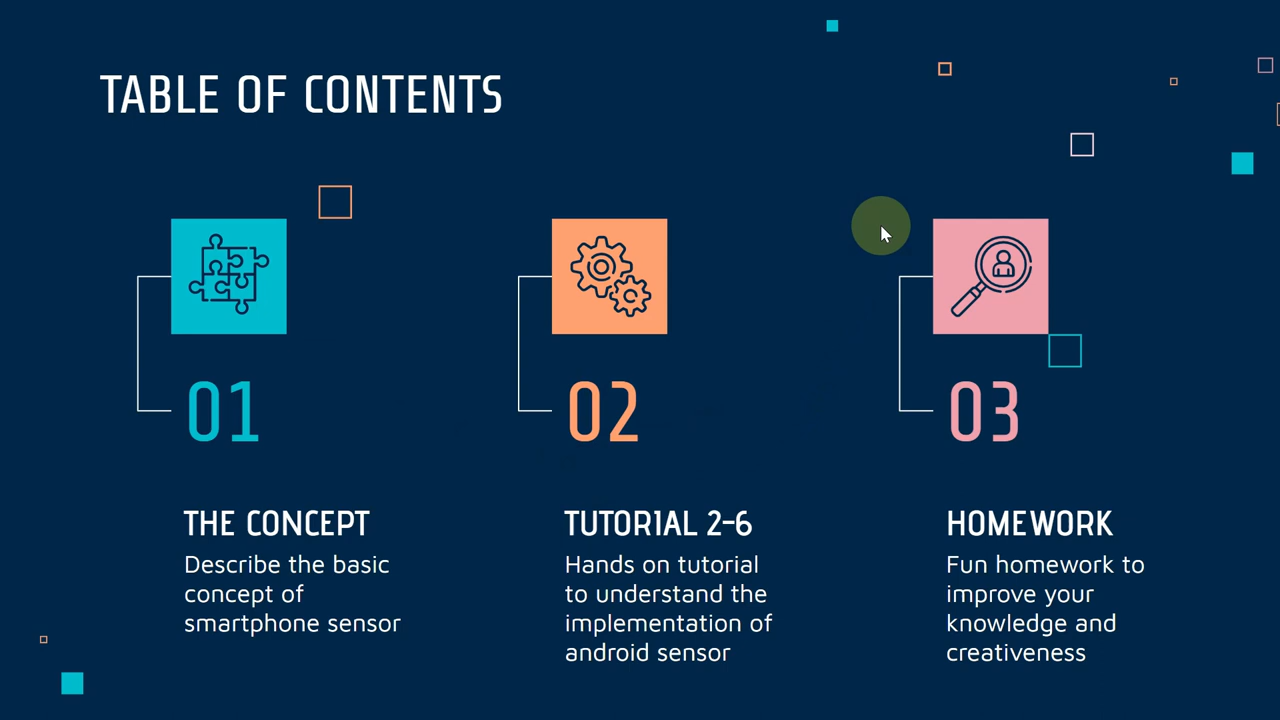 TABLE OF CONTENTS
01
THE CONCEPT
Describe the basic
concept of
smartphone sensor
02
TUTORIAL 2-6
Hands on tutorial
to understand the
implementation of
android sensor
03
HOMEWORK
Fun homework to
improve your
knowledge and
creativeness